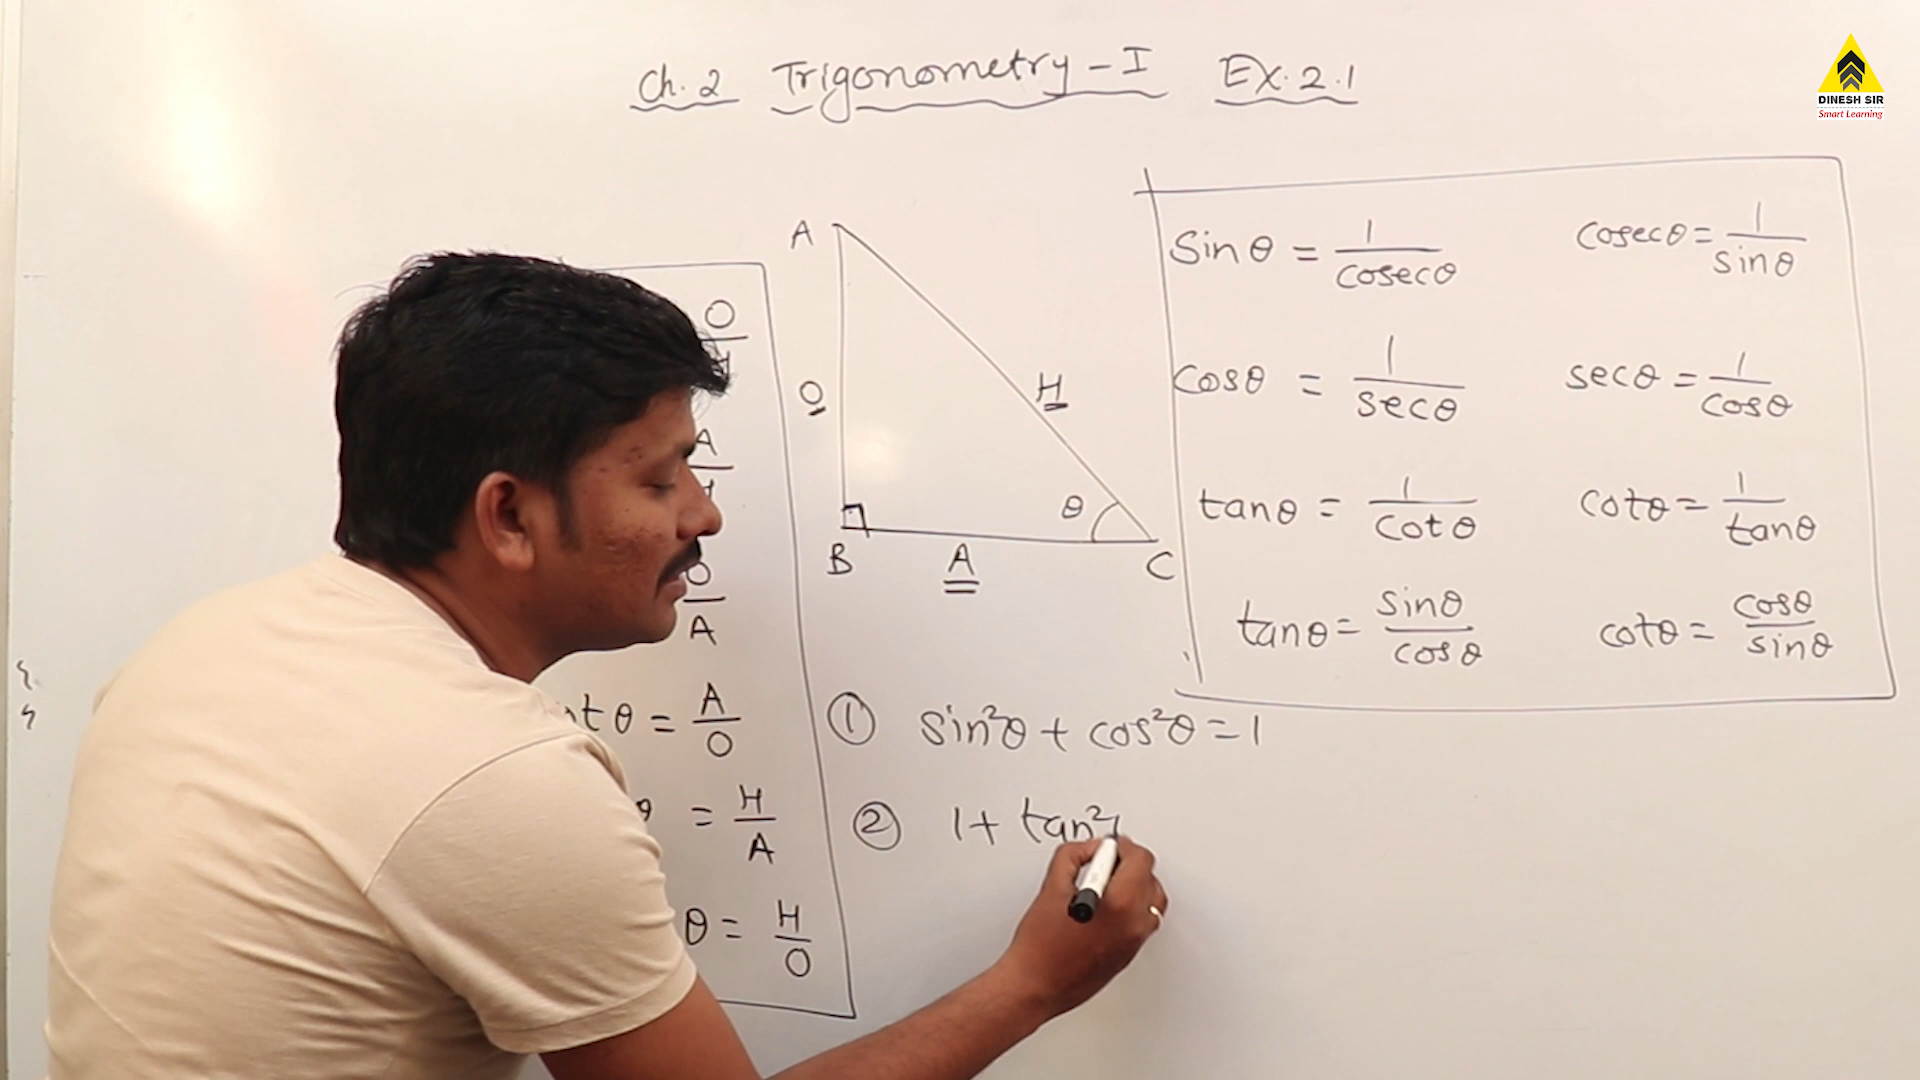 Ch. 2 Trigonometry - I Ex. 2.1
DINESH SIR
Smart Learning
A
O
H
θ
B
A
C
O
A
O/A
θ = A/O
= H/A
θ = H/O
sinθ = 1/cosecθ
cosecθ = 1/sinθ
cosθ = 1/secθ
secθ = 1/cosθ
tanθ = 1/cotθ
cotθ = 1/tanθ
tanθ = sinθ/cosθ
cotθ = cosθ/sinθ
① sin²θ + cos²θ = 1
② 1 + tan²